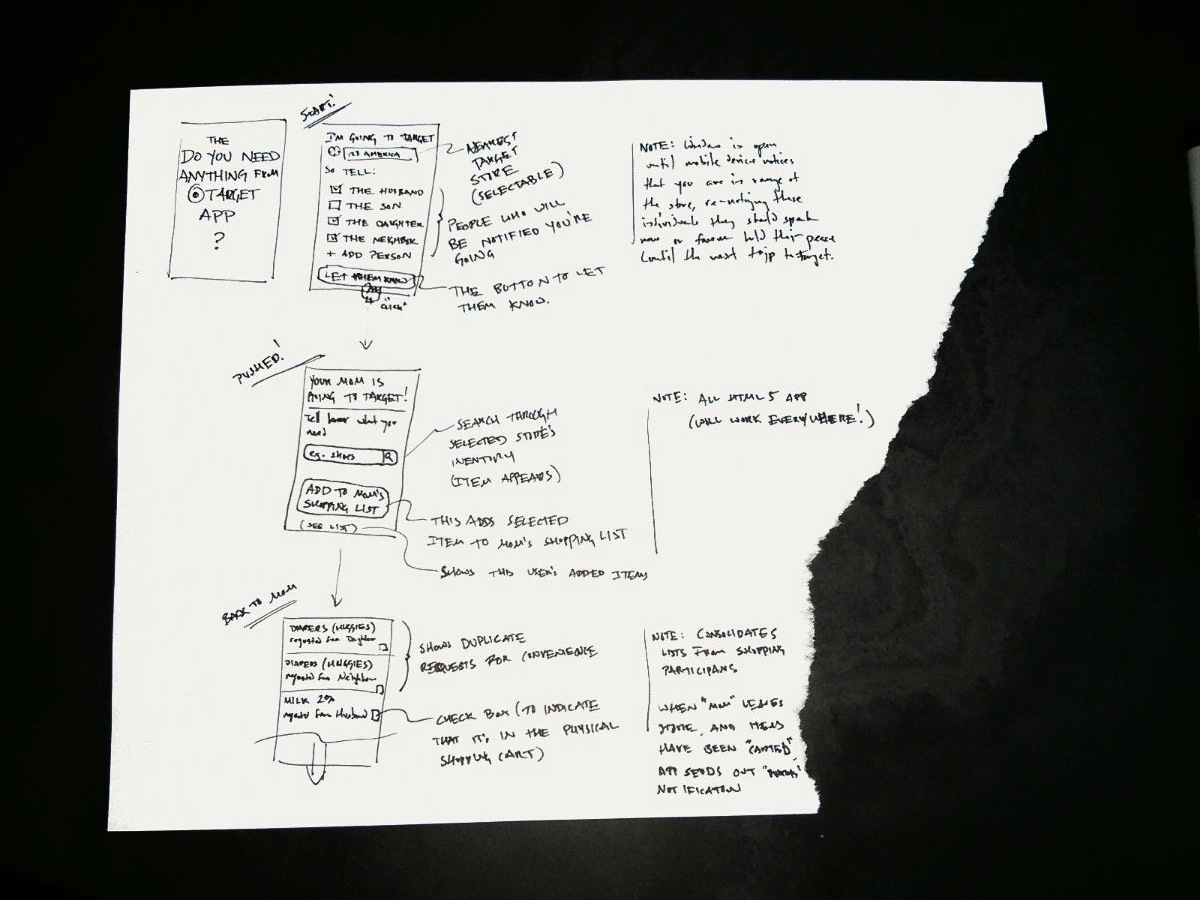 THE
DO YOU NEED
ANYTHING FROM
TARGET
APP
?
START!
I'M GOING TO TARGET
123 AMERICA
SO TELL:
THE HUSBAND
THE SON
THE DAUGHTER
THE NEIGHBOR
+ ADD PERSON
LET THEM KNOW
"CLICK"
NEAREST
TARGET
STORE
(SELECTABLE)
PEOPLE WHO WILL
BE NOTIFIED YOU'RE
GOING
THE BUTTON TO LET
THEM KNOW.
NOTE: Window is open
until mobile device notices
that you are in range of
the store, re-notifying these
individuals they should speak
now or forever hold their peace
(until the next trip to target.
PUSHED!
YOUR MOM IS
GOING TO TARGET!
Tell her what you
need
eg. shoes
ADD TO MOM'S
SHOPPING LIST
(SEE LIST)
SEARCH THROUGH
SELECTED STORE'S
INVENTORY
(ITEM APPEARS)
THIS ADDS SELECTED
ITEM TO MOM'S SHOPPING LIST
SHOWS THIS USER'S ADDED ITEMS
NOTE: ALL HTML5 APP
(WILL WORK EVERYWHERE!)
BACK TO MOM
DIAPERS (HUGGIES)
requested from Daughter
DIAPERS (HUGGIES)
requested from Neighbor
MILK 2%
requested from Husband
SHOWS DUPLICATE
REQUESTS FOR CONVENIENCE
CHECK BOX (TO INDICATE
THAT IT'S IN THE PHYSICAL
SHOPPING CART)
NOTE: CONSOLIDATES
LISTS FROM SHOPPING
PARTICIPANS
WHEN "MOM" LEAVES
STORE, AND ITEMS
HAVE BEEN "CARTED"
APP SENDS OUT
NOTIFICATION